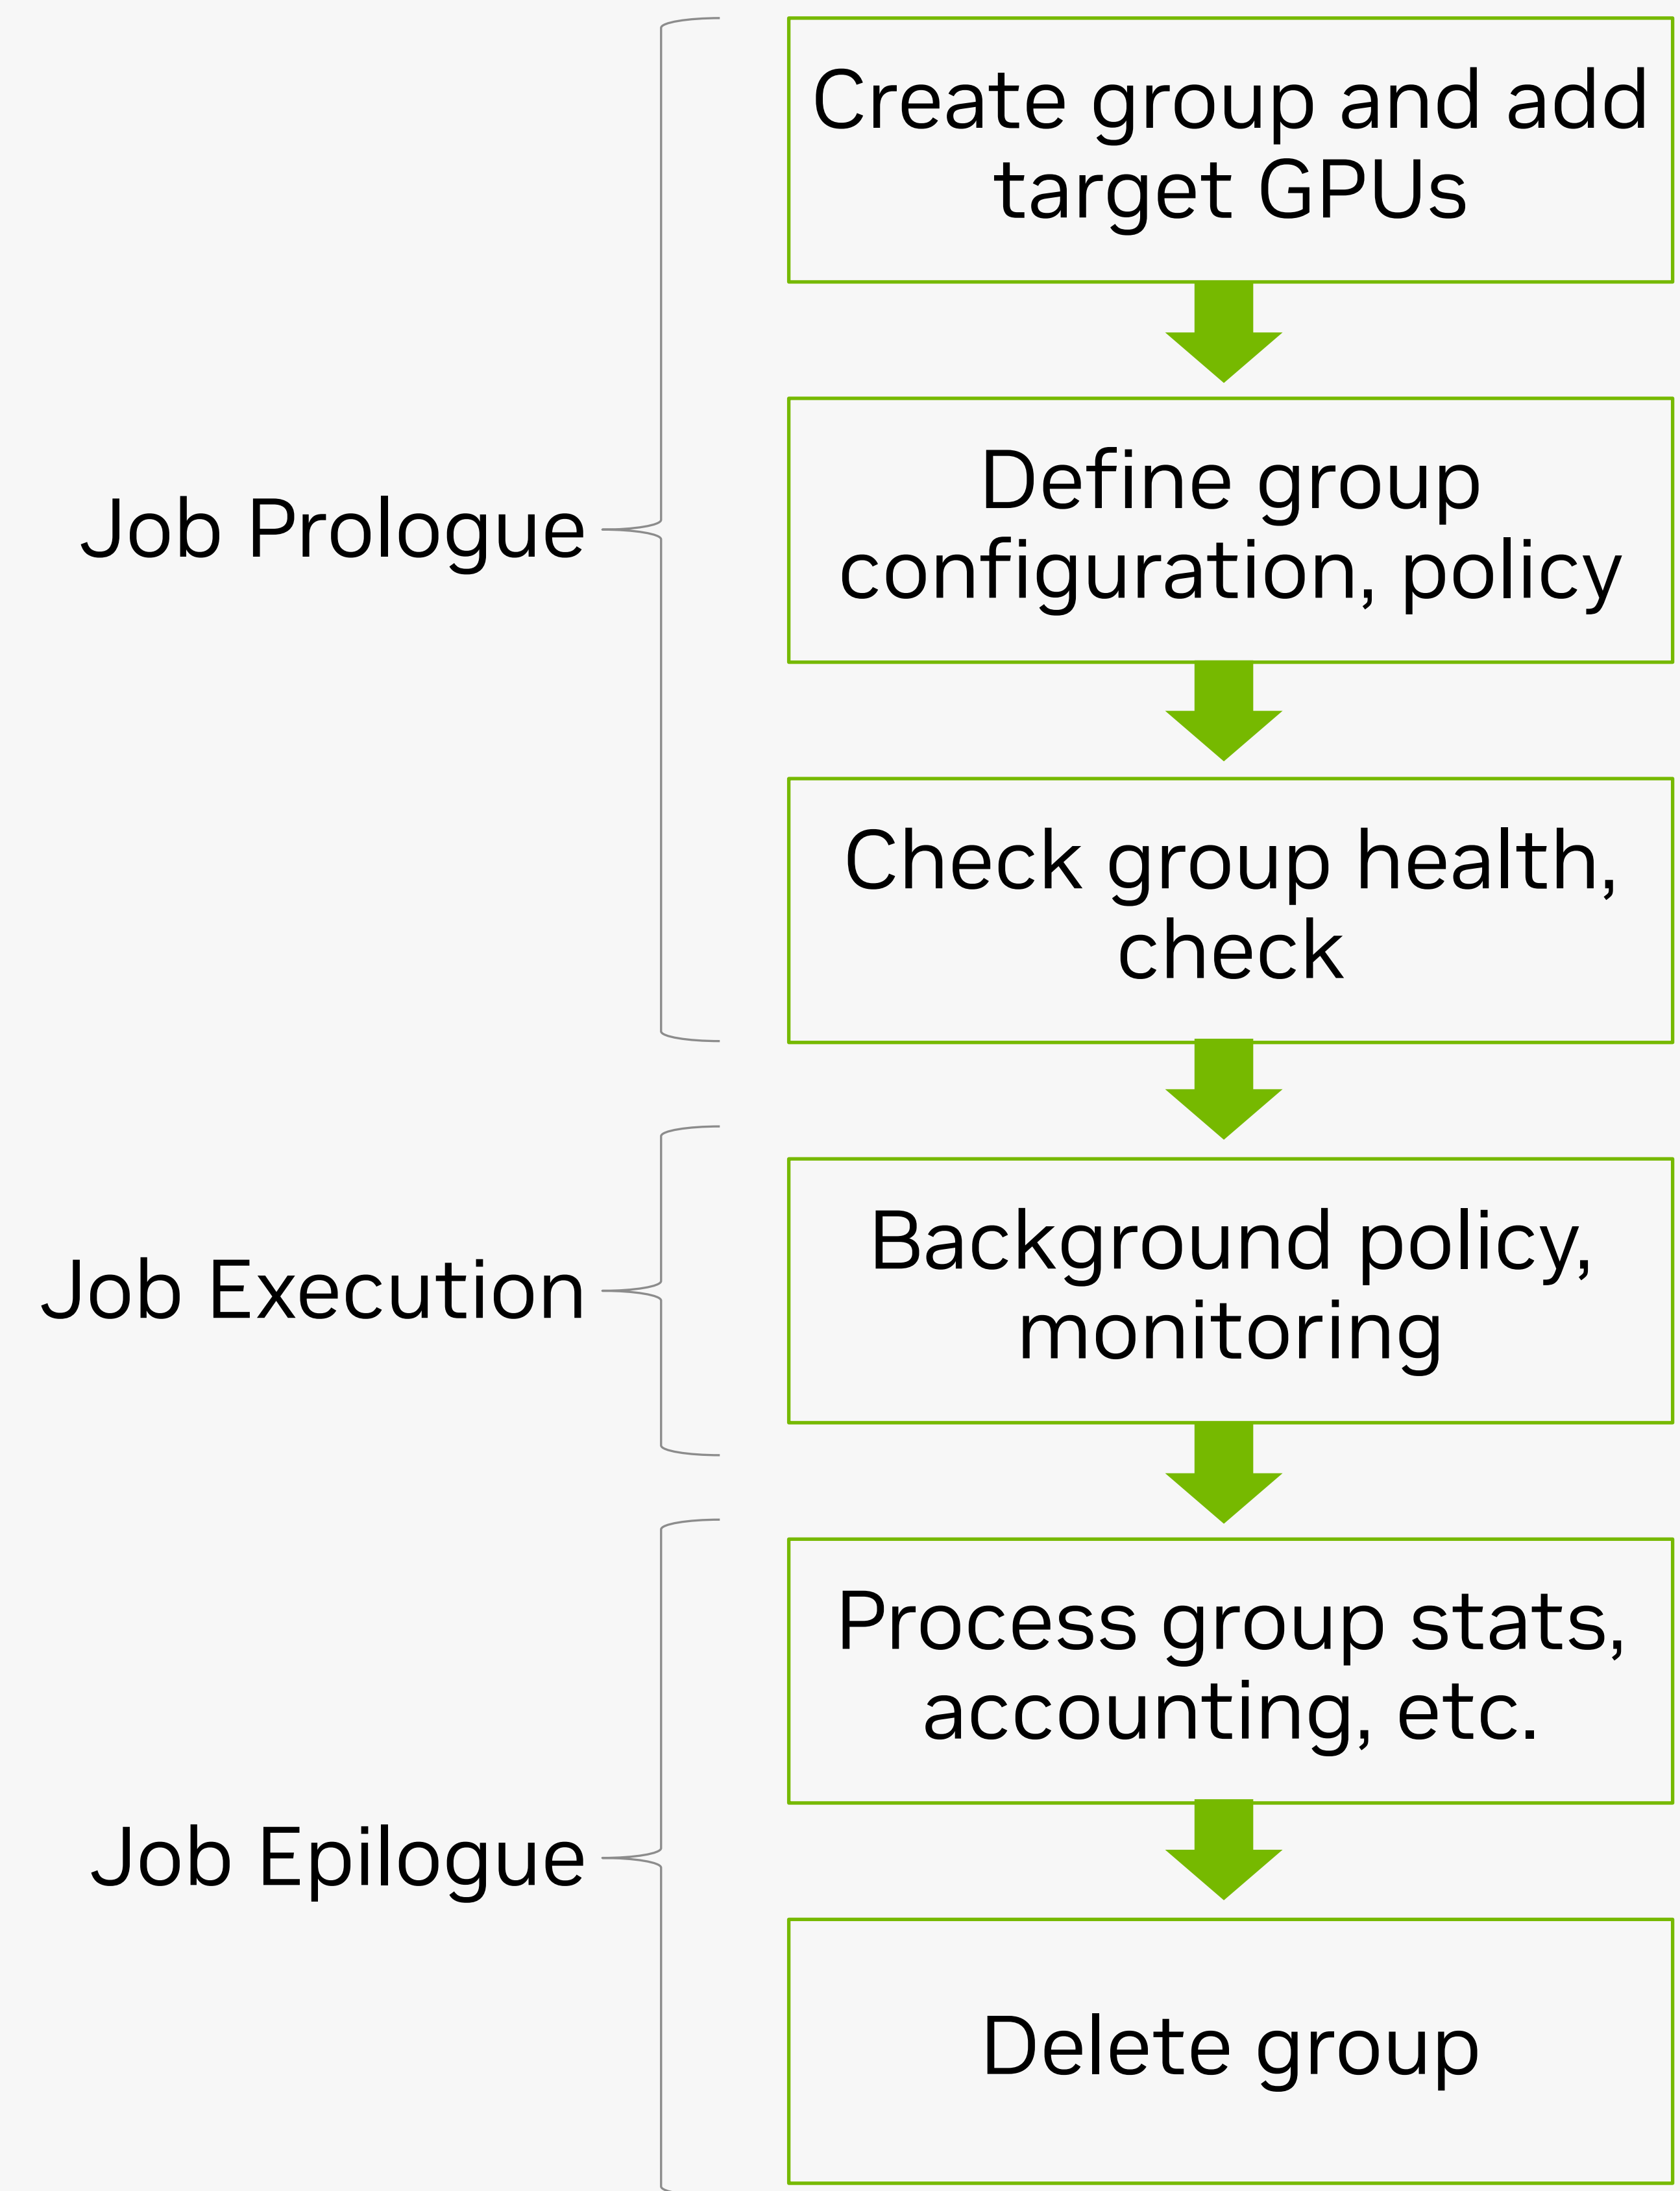 Create group and add
target GPUs
Define group
configuration, policy
Job Prologue
Check group health,
check
Background policy,
monitoring
Job Execution
Process group stats,
accounting, etc.
Job Epilogue
Delete group